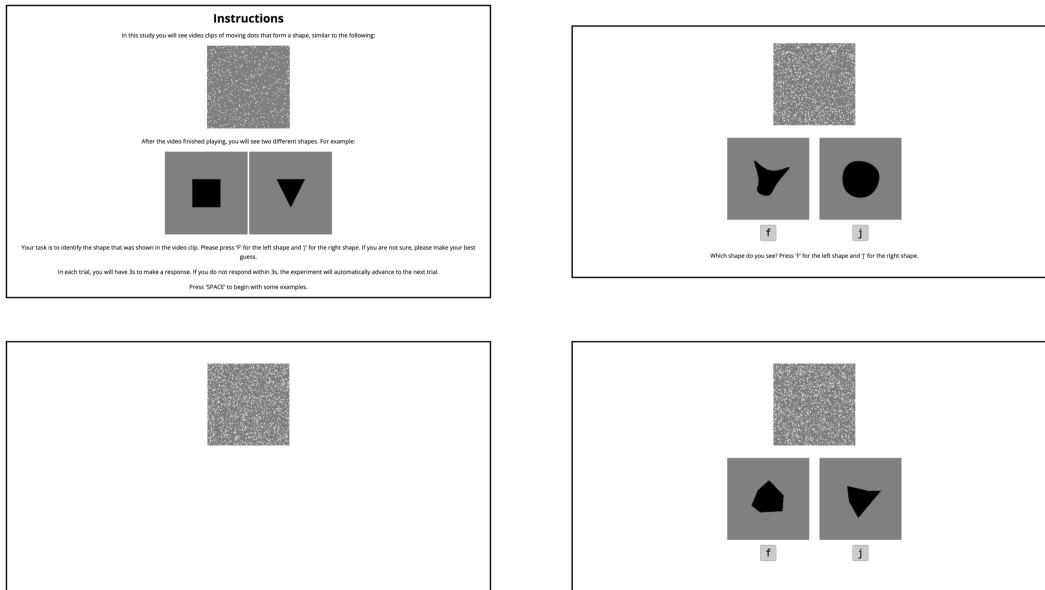 Instructions
In this study you will see video clips of moving dots that form a shape, similar to the following:
After the video finished playing, you will see two different shapes. For example:
Your task is to identify the shape that was shown in the video clip. Please press 'F' for the left shape and 'J' for the right shape. If you are not sure, please make your best
guess.
In each trial, you will have 3s to make a response. If you do not respond within 3s, the experiment will automatically advance to the next trial.
Press 'SPACE' to begin with some examples.
f
j
Which shape do you see? Press 'F' for the left shape and 'J' for the right shape.
f
j